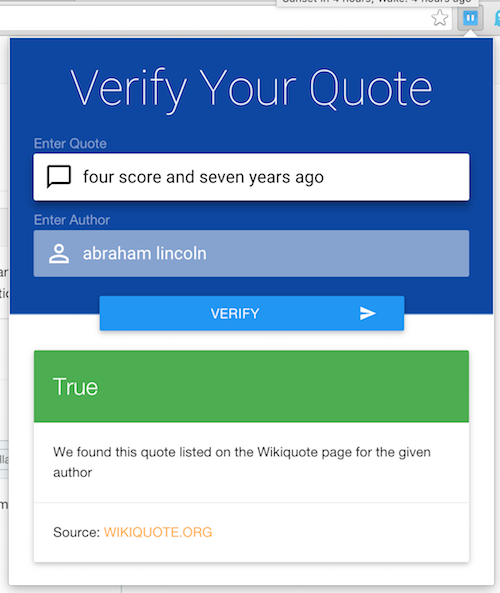 Sunset in 4 hours, Wake: 4 hours ago
Verify Your Quote
Enter Quote
four score and seven years ago
Enter Author
abraham lincoln
VERIFY
True
We found this quote listed on the Wikiquote page for the given
author
Source: WIKIQUOTE.ORG